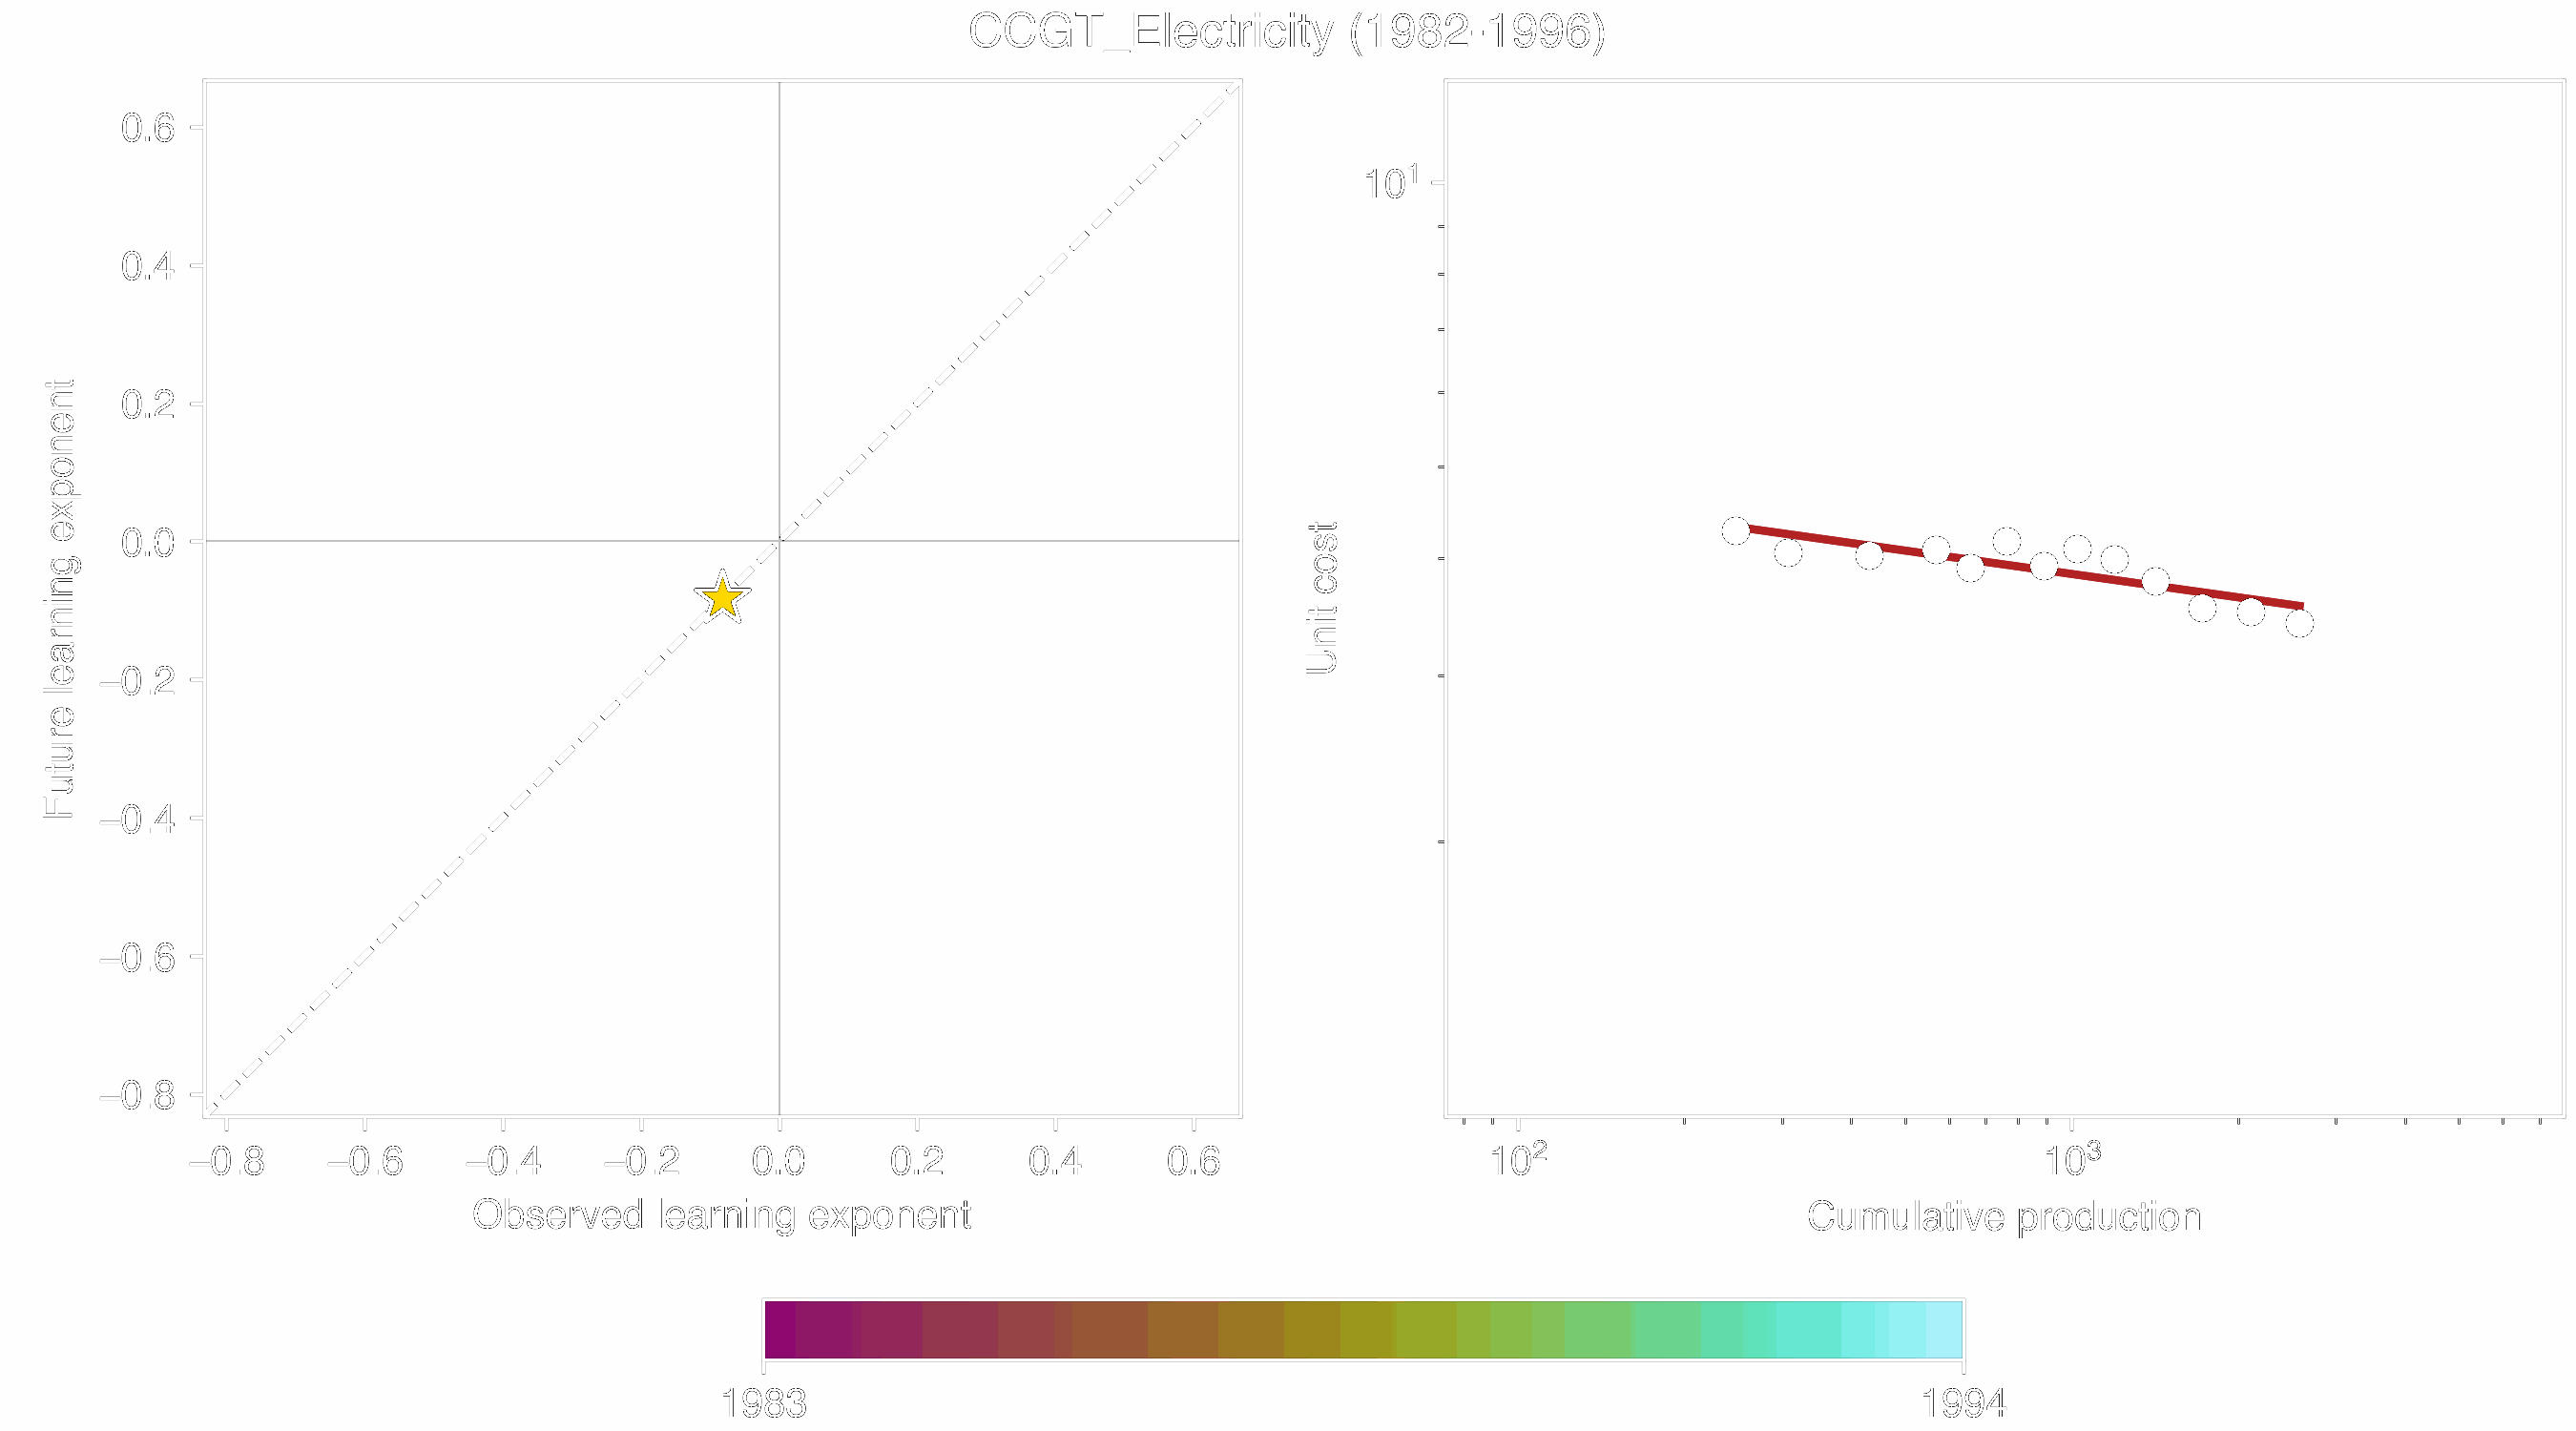 CCGT_Electricity (1982-1996)
Future learning exponent
0.6
0.4
0.2
0.0
−0.2
−0.4
−0.6
−0.8
−0.8 −0.6 −0.4 −0.2 0.0 0.2 0.4 0.6
Observed learning exponent
Unit cost
10¹
10² 10³
Cumulative production
1983 1994